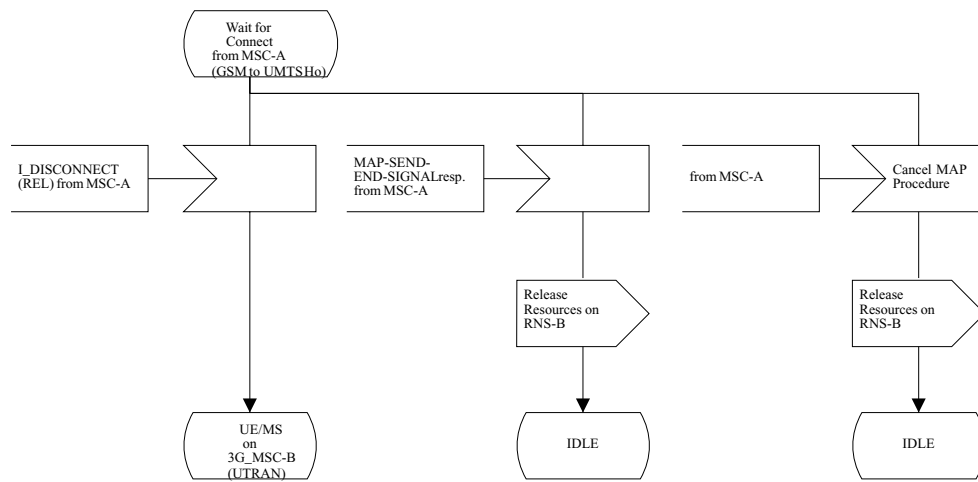 Wait for
Connect
from MSC-A
(GSM to UMTS Ho)
I_DISCONNECT
(REL) from MSC-A
MAP-SEND-
END-SIGNALresp.
from MSC-A
from MSC-A
Cancel MAP
Procedure
Release
Resources on
RNS-B
Release
Resources on
RNS-B
UE/MS
on
3G_MSC-B
(UTRAN)
IDLE
IDLE